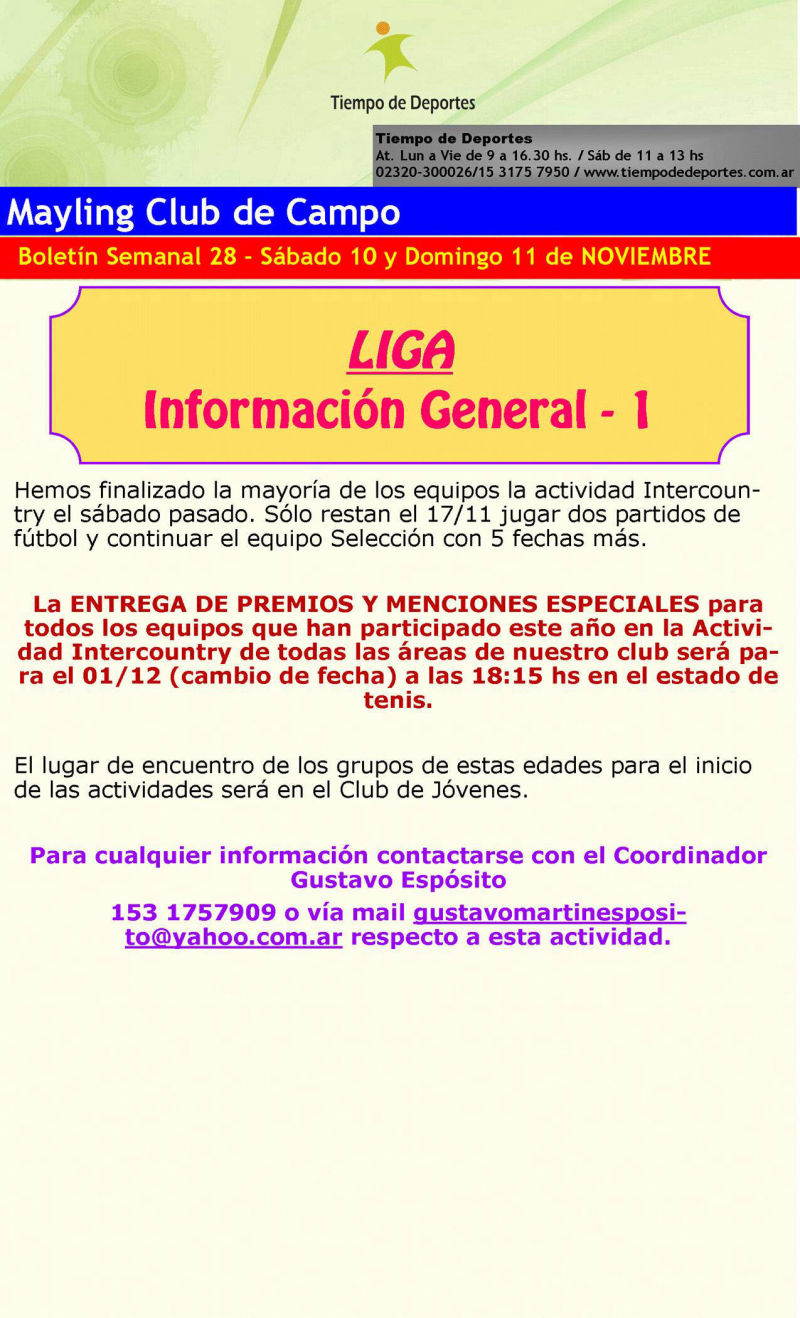 Tiempo de Deportes
Tiempo de Deportes
At. Lun a Vie de 9 a 16.30 hs. / Sáb de 11 a 13 hs
02320-300026/15 3175 7950 / www.tiempodedeportes.com.ar
Mayling Club de Campo
Boletín Semanal 28 - Sábado 10 y Domingo 11 de NOVIEMBRE
LIGA
Información General - 1
Hemos finalizado la mayoría de los equipos la actividad Intercoun-
try el sábado pasado. Sólo restan el 17/11 jugar dos partidos de
fútbol y continuar el equipo Selección con 5 fechas más.
La ENTREGA DE PREMIOS Y MENCIONES ESPECIALES para
todos los equipos que han participado este año en la Activi-
dad Intercountry de todas las áreas de nuestro club será pa-
ra el 01/12 (cambio de fecha) a las 18:15 hs en el estado de
tenis.
El lugar de encuentro de los grupos de estas edades para el inicio
de las actividades será en el Club de Jóvenes.
Para cualquier información contactarse con el Coordinador
Gustavo Espósito
153 1757909 o vía mail gustavomartinesposi-
to@yahoo.com.ar respecto a esta actividad.